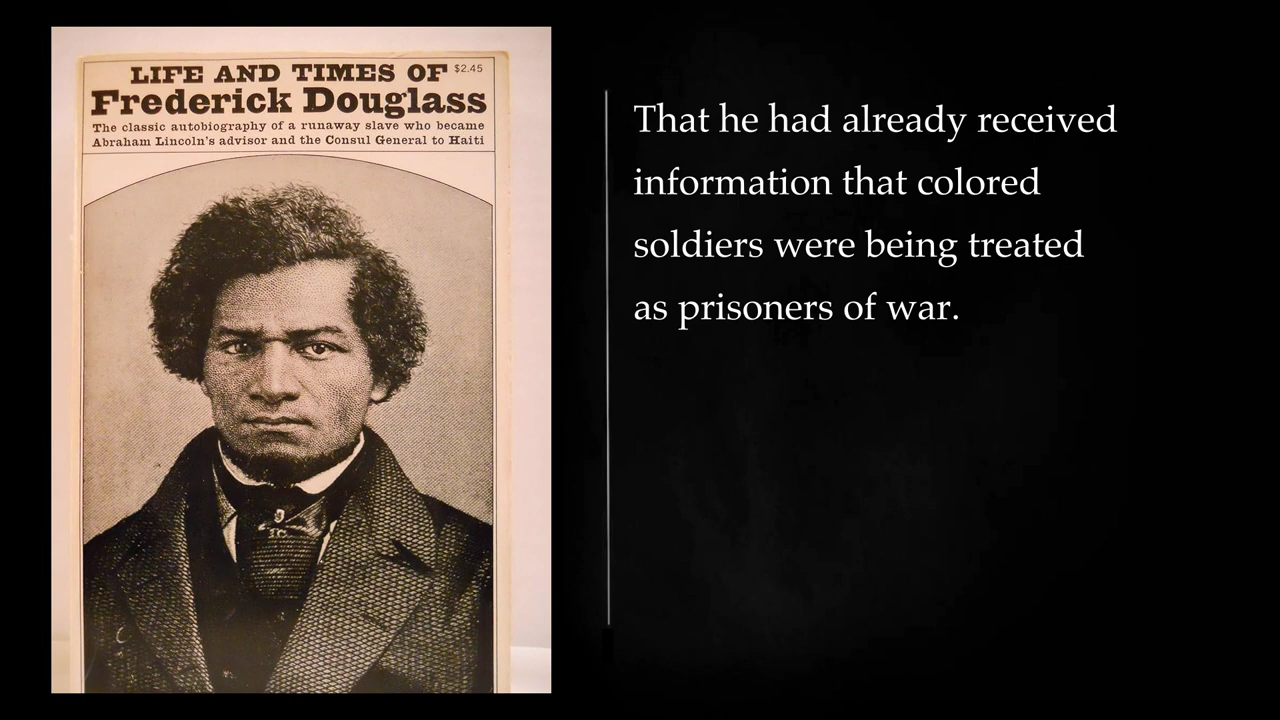 LIFE AND TIMES OF $2.45
Frederick Douglass
The classic autobiography of a runaway slave who became
Abraham Lincoln's advisor and the Consul General to Haiti
That he had already received
information that colored
soldiers were being treated
as prisoners of war.